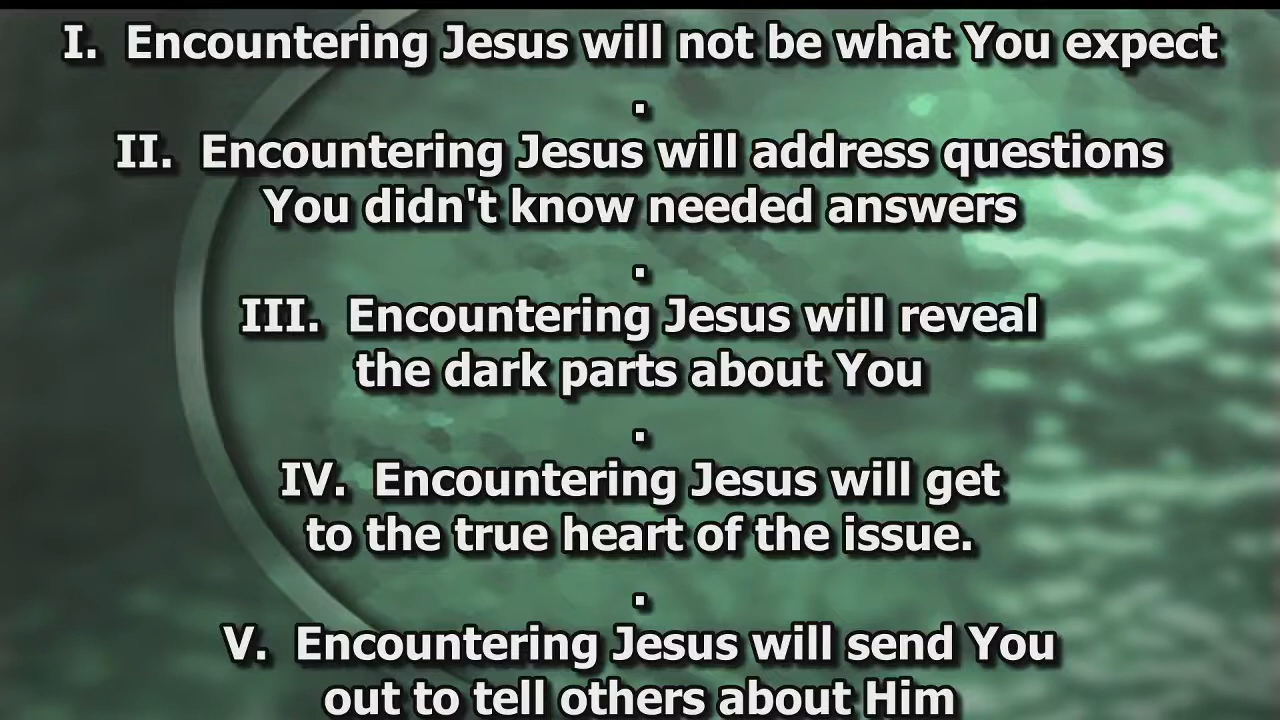 I. Encountering Jesus will not be what You expect
.
II. Encountering Jesus will address questions
You didn't know needed answers
.
III. Encountering Jesus will reveal
the dark parts about You
.
IV. Encountering Jesus will get
to the true heart of the issue.
.
V. Encountering Jesus will send You
out to tell others about Him